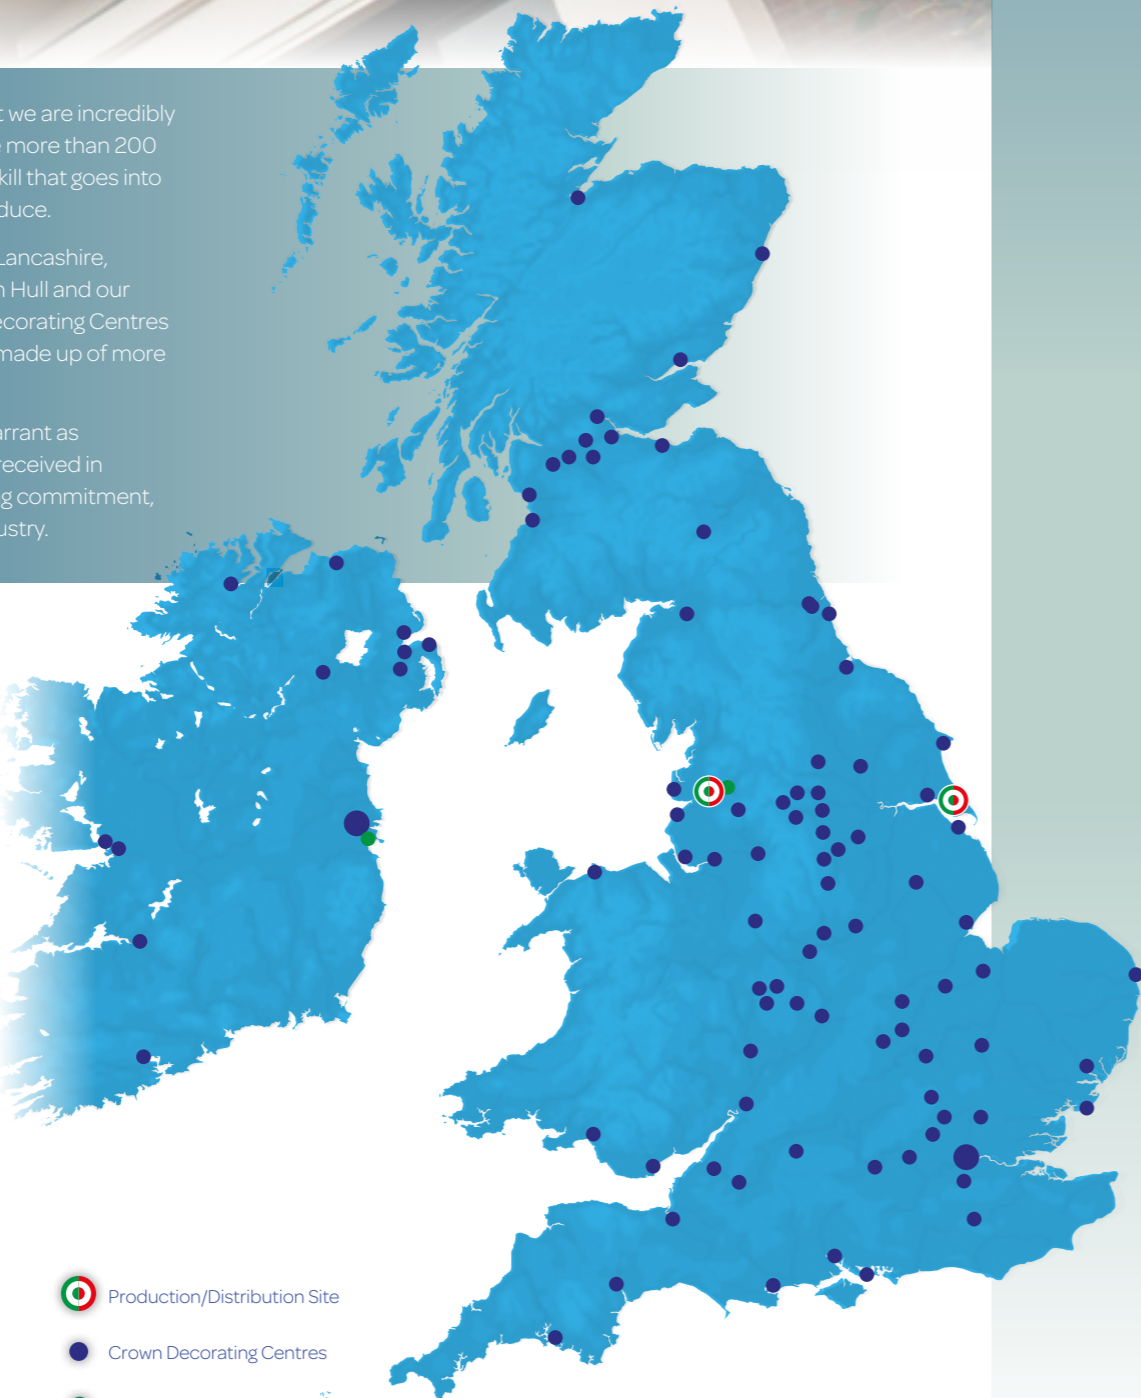 t we are incredibly
more than 200
kill that goes into
duce.
Lancashire,
n Hull and our
ecorating Centres
made up of more
arrant as
received in
g commitment,
ustry.
Production/Distribution Site
Crown Decorating Centres